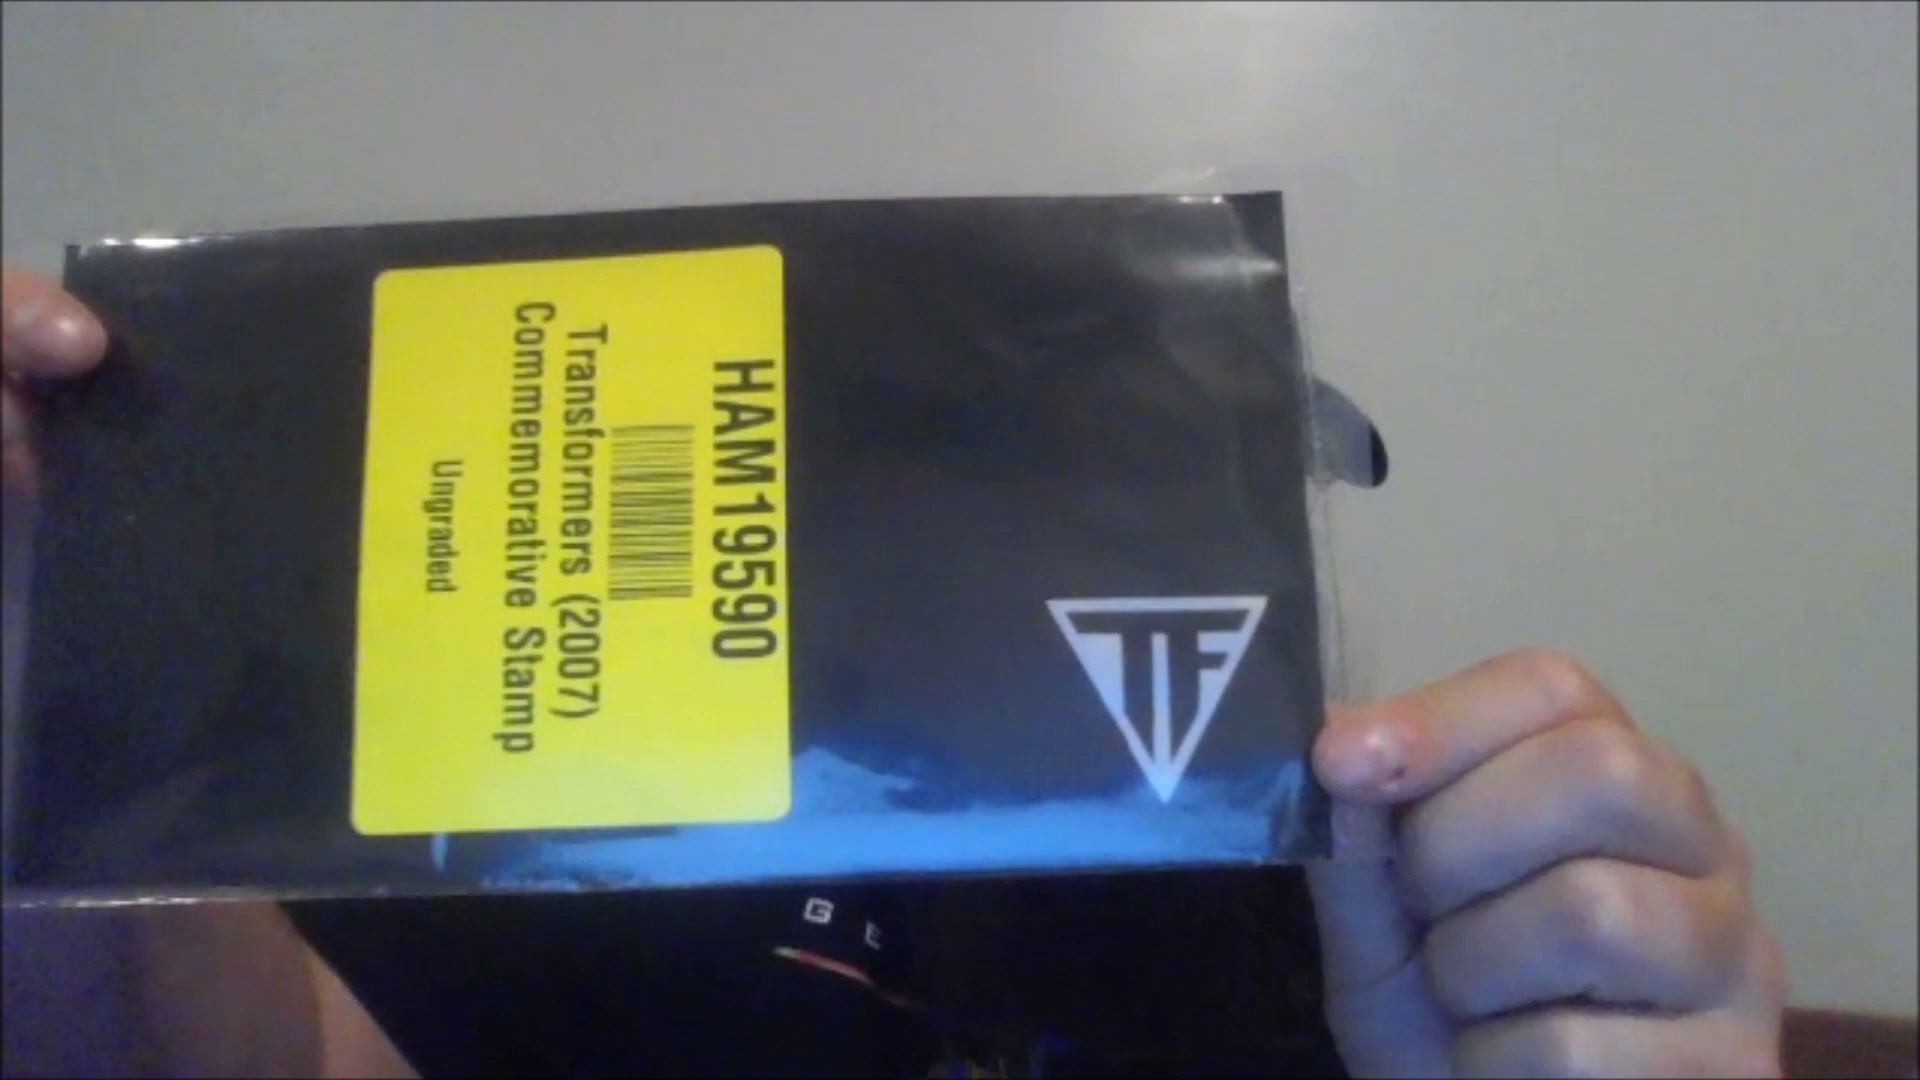 HAM19590
Transformers (2007)
Commemorative Stamp
Ungraded
TF
G E